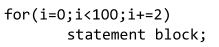 for(i=0;i<100;i+=2)
statement block;